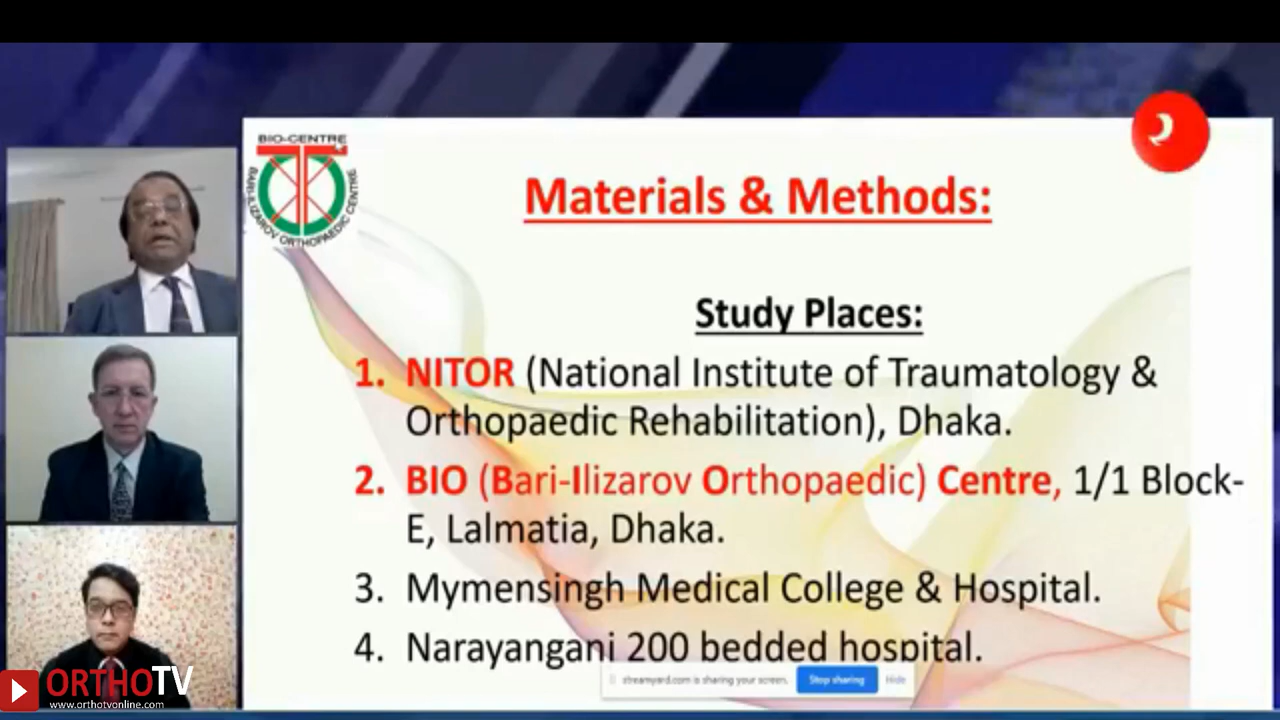 BIO-CENTRE
BARI-ILIZAROV ORTHOPAEDIC CENTRE
Materials & Methods:
Study Places:
1. NITOR (National Institute of Traumatology &
Orthopaedic Rehabilitation), Dhaka.
2. BIO (Bari-Ilizarov Orthopaedic) Centre, 1/1 Block-
E, Lalmatia, Dhaka.
3. Mymensingh Medical College & Hospital.
4. Narayanganj 200 bedded hospital.
streamyard.com is sharing your screen. Stop sharing Hide
ORTHOTV
www.orthotvonline.com